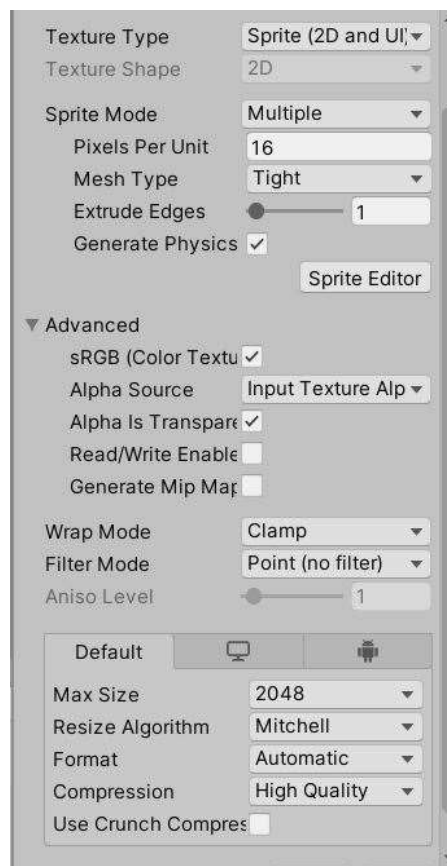 Texture Type Sprite (2D and UI)
Texture Shape 2D
Sprite Mode Multiple
Pixels Per Unit 16
Mesh Type Tight
Extrude Edges 1
Generate Physics
Sprite Editor
Advanced
sRGB (Color Textu
Alpha Source Input Texture Alp
Alpha Is Transpare
Read/Write Enable
Generate Mip Map
Wrap Mode Clamp
Filter Mode Point (no filter)
Aniso Level 1
Default
Max Size 2048
Resize Algorithm Mitchell
Format Automatic
Compression High Quality
Use Crunch Compres